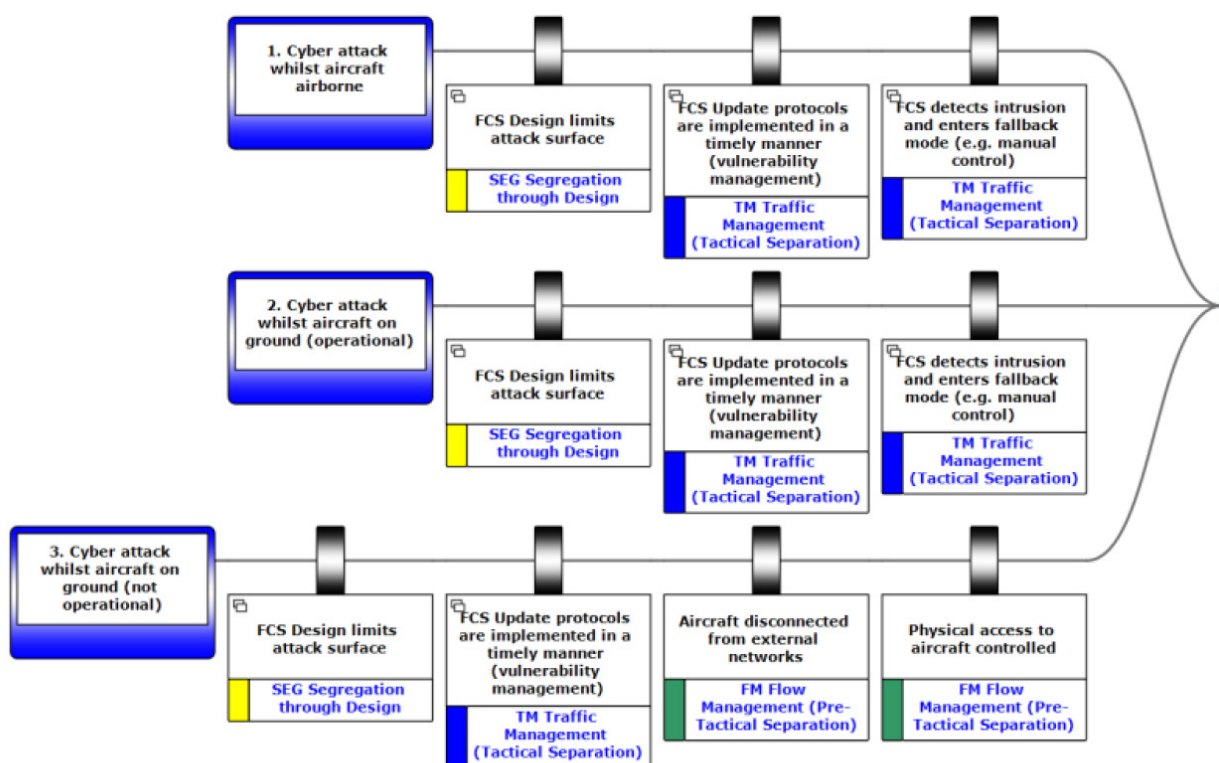 1. Cyber attack
whilst aircraft
airborne
FCS Design limits
attack surface
SEG Segregation
through Design
FCS Update protocols
are implemented in a
timely manner
(vulnerability
management)
TM Traffic
Management
(Tactical Separation)
FCS detects intrusion
and enters fallback
mode (e.g. manual
control)
TM Traffic
Management
(Tactical Separation)
2. Cyber attack
whilst aircraft on
ground (operational)
FCS Design limits
attack surface
SEG Segregation
through Design
FCS Update protocols
are implemented in a
timely manner
(vulnerability
management)
TM Traffic
Management
(Tactical Separation)
FCS detects intrusion
and enters fallback
mode (e.g. manual
control)
TM Traffic
Management
(Tactical Separation)
3. Cyber attack
whilst aircraft on
ground (not
operational)
FCS Design limits
attack surface
SEG Segregation
through Design
FCS Update protocols
are implemented in a
timely manner
(vulnerability
management)
TM Traffic
Management
(Tactical Separation)
Aircraft disconnected
from external
networks
FM Flow
Management (Pre-
Tactical Separation)
Physical access to
aircraft controlled
FM Flow
Management (Pre-
Tactical Separation)